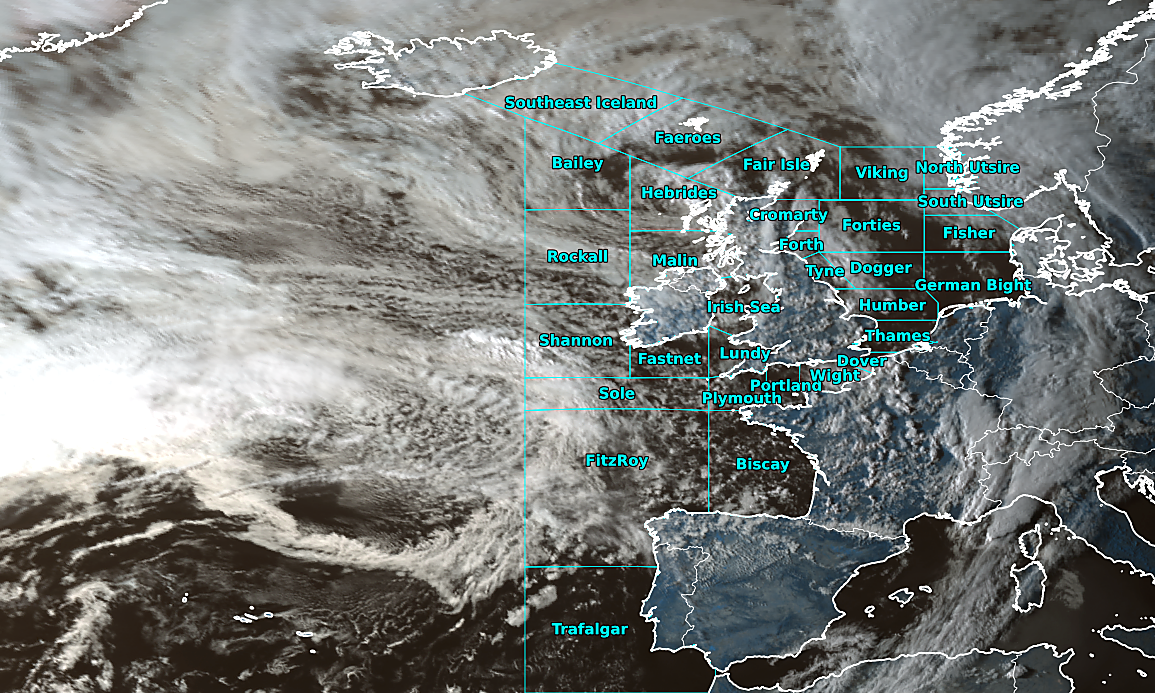 Southeast Iceland
Faeroes
Bailey
Fair Isle
Viking
North Utsire
Hebrides
South Utsire
Cromarty
Forties
Fisher
Forth
Rockall
Malin
Tyne
Dogger
German Bight
Irish Sea
Humber
Thames
Shannon
Fastnet
Lundy
Dover
Wight
Portland
Sole
Plymouth
FitzRoy
Biscay
Trafalgar